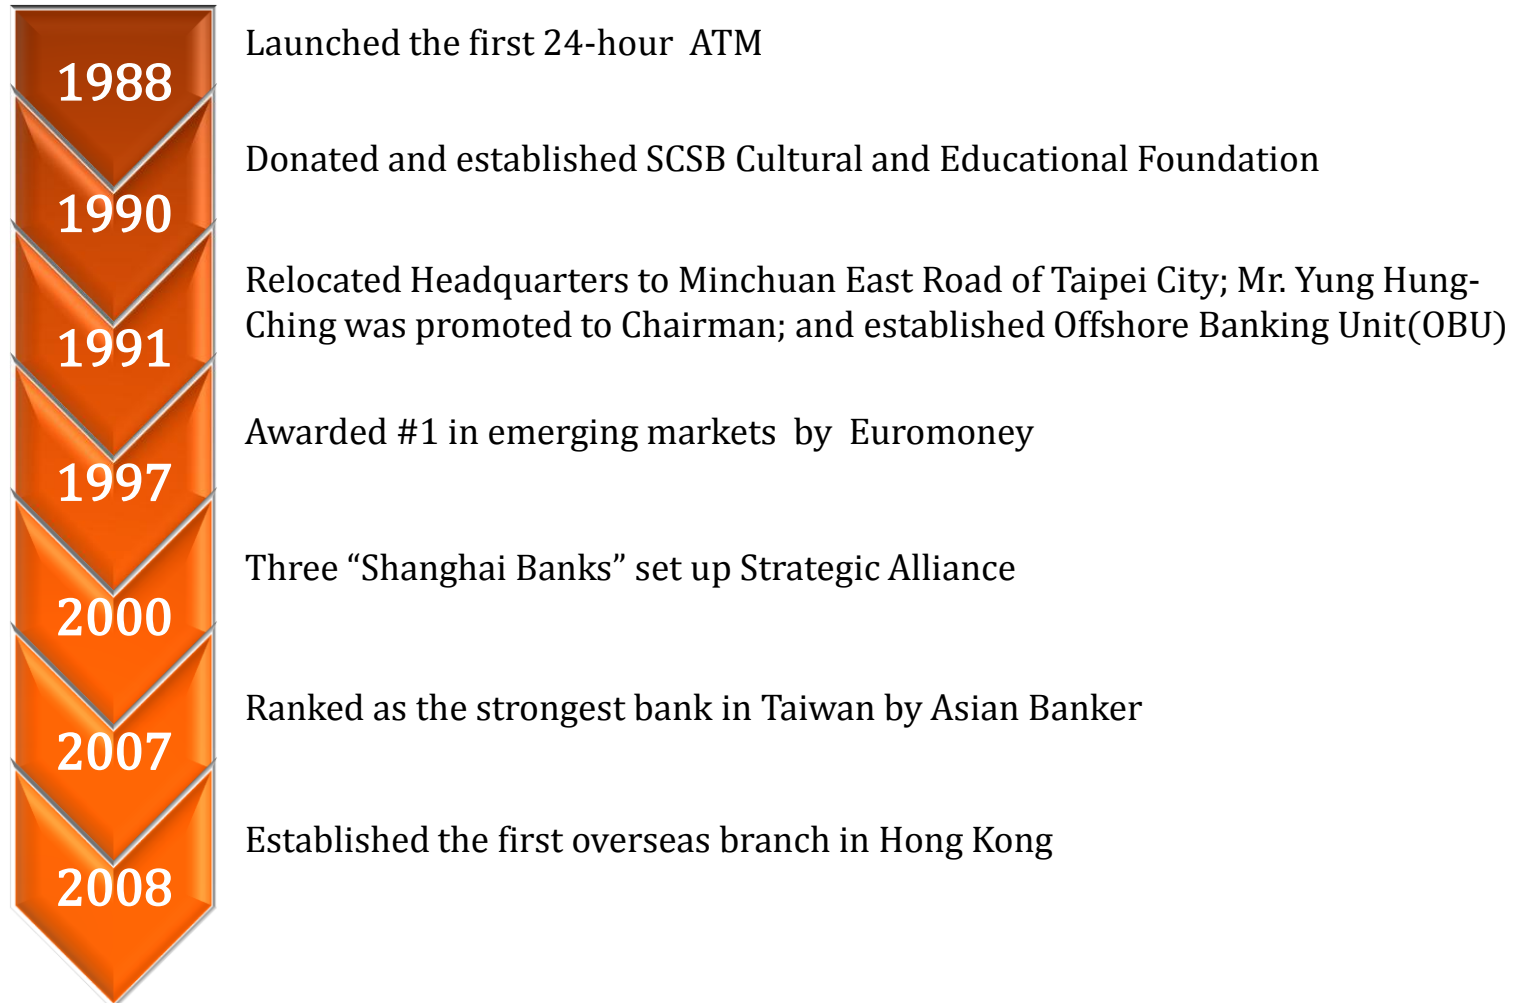 1988
Launched the first 24-hour ATM
1990
Donated and established SCSB Cultural and Educational Foundation
1991
Relocated Headquarters to Minchuan East Road of Taipei City; Mr. Yung Hung-
Ching was promoted to Chairman; and established Offshore Banking Unit(OBU)
1997
Awarded #1 in emerging markets by Euromoney
2000
Three “Shanghai Banks” set up Strategic Alliance
2007
Ranked as the strongest bank in Taiwan by Asian Banker
2008
Established the first overseas branch in Hong Kong